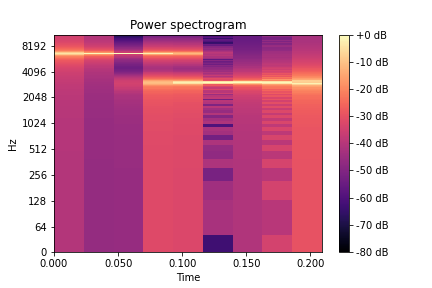 Power spectrogram
8192
4096
2048
1024
512
256
128
64
0
Hz
0.000 0.050 0.100 0.150 0.200
Time
+0 dB
-10 dB
-20 dB
-30 dB
-40 dB
-50 dB
-60 dB
-70 dB
-80 dB